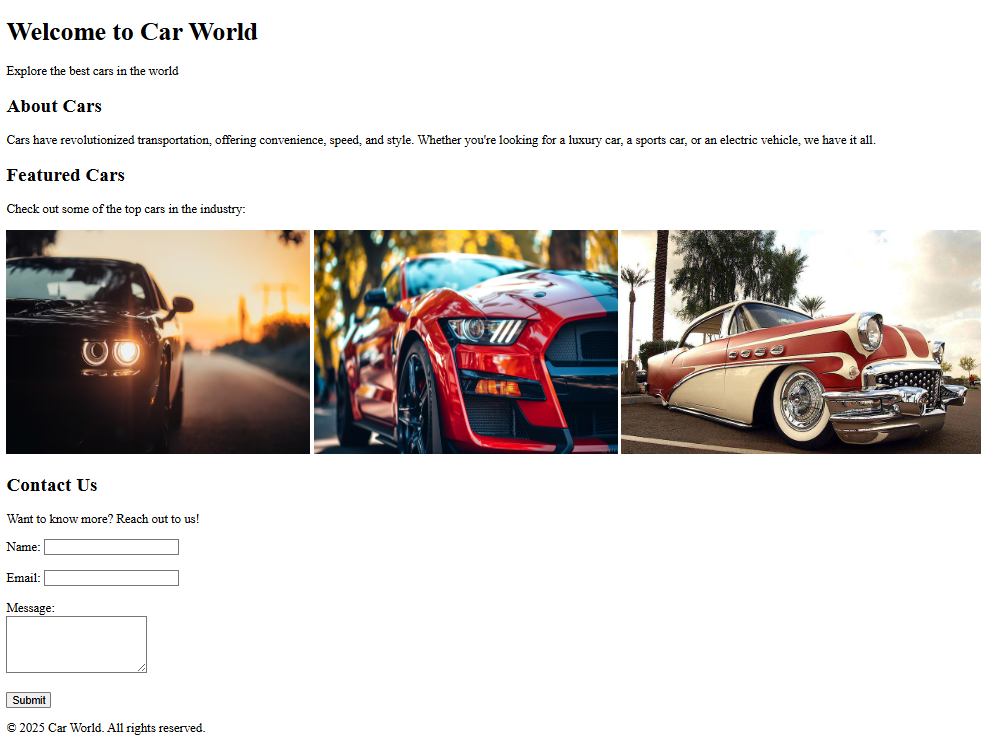 Welcome to Car World
Explore the best cars in the world
About Cars
Cars have revolutionized transportation, offering convenience, speed, and style. Whether you're looking for a luxury car, a sports car, or an electric vehicle, we have it all.
Featured Cars
Check out some of the top cars in the industry:
Contact Us
Want to know more? Reach out to us!
Name:
Email:
Message:
Submit
© 2025 Car World. All rights reserved.